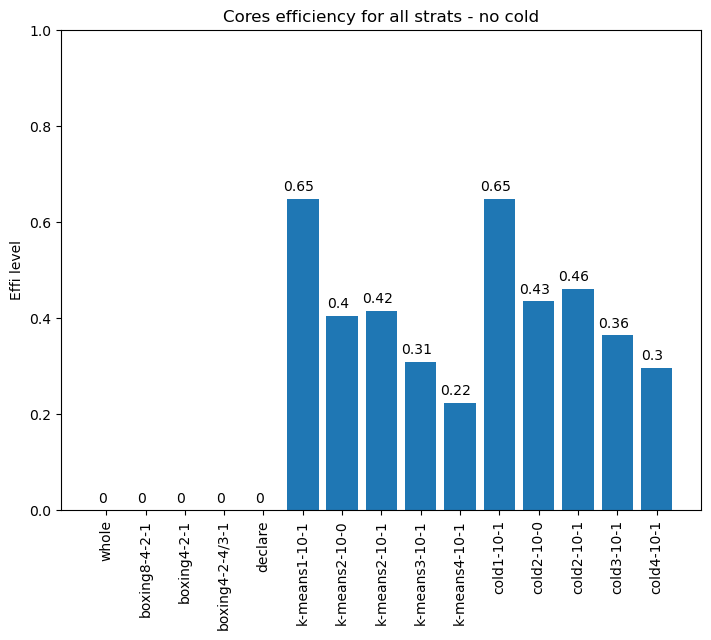 Cores efficiency for all strats - no cold
Effi level
1.0
0.8
0.6
0.4
0.2
0.0
0
0
0
0
0
0.65
0.4
0.42
0.31
0.22
0.65
0.43
0.46
0.36
0.3
whole
boxing8-4-2-1
boxing4-2-1
boxing4-2-4/3-1
declare
k-means1-10-1
k-means2-10-0
k-means2-10-1
k-means3-10-1
k-means4-10-1
cold1-10-1
cold2-10-0
cold2-10-1
cold3-10-1
cold4-10-1